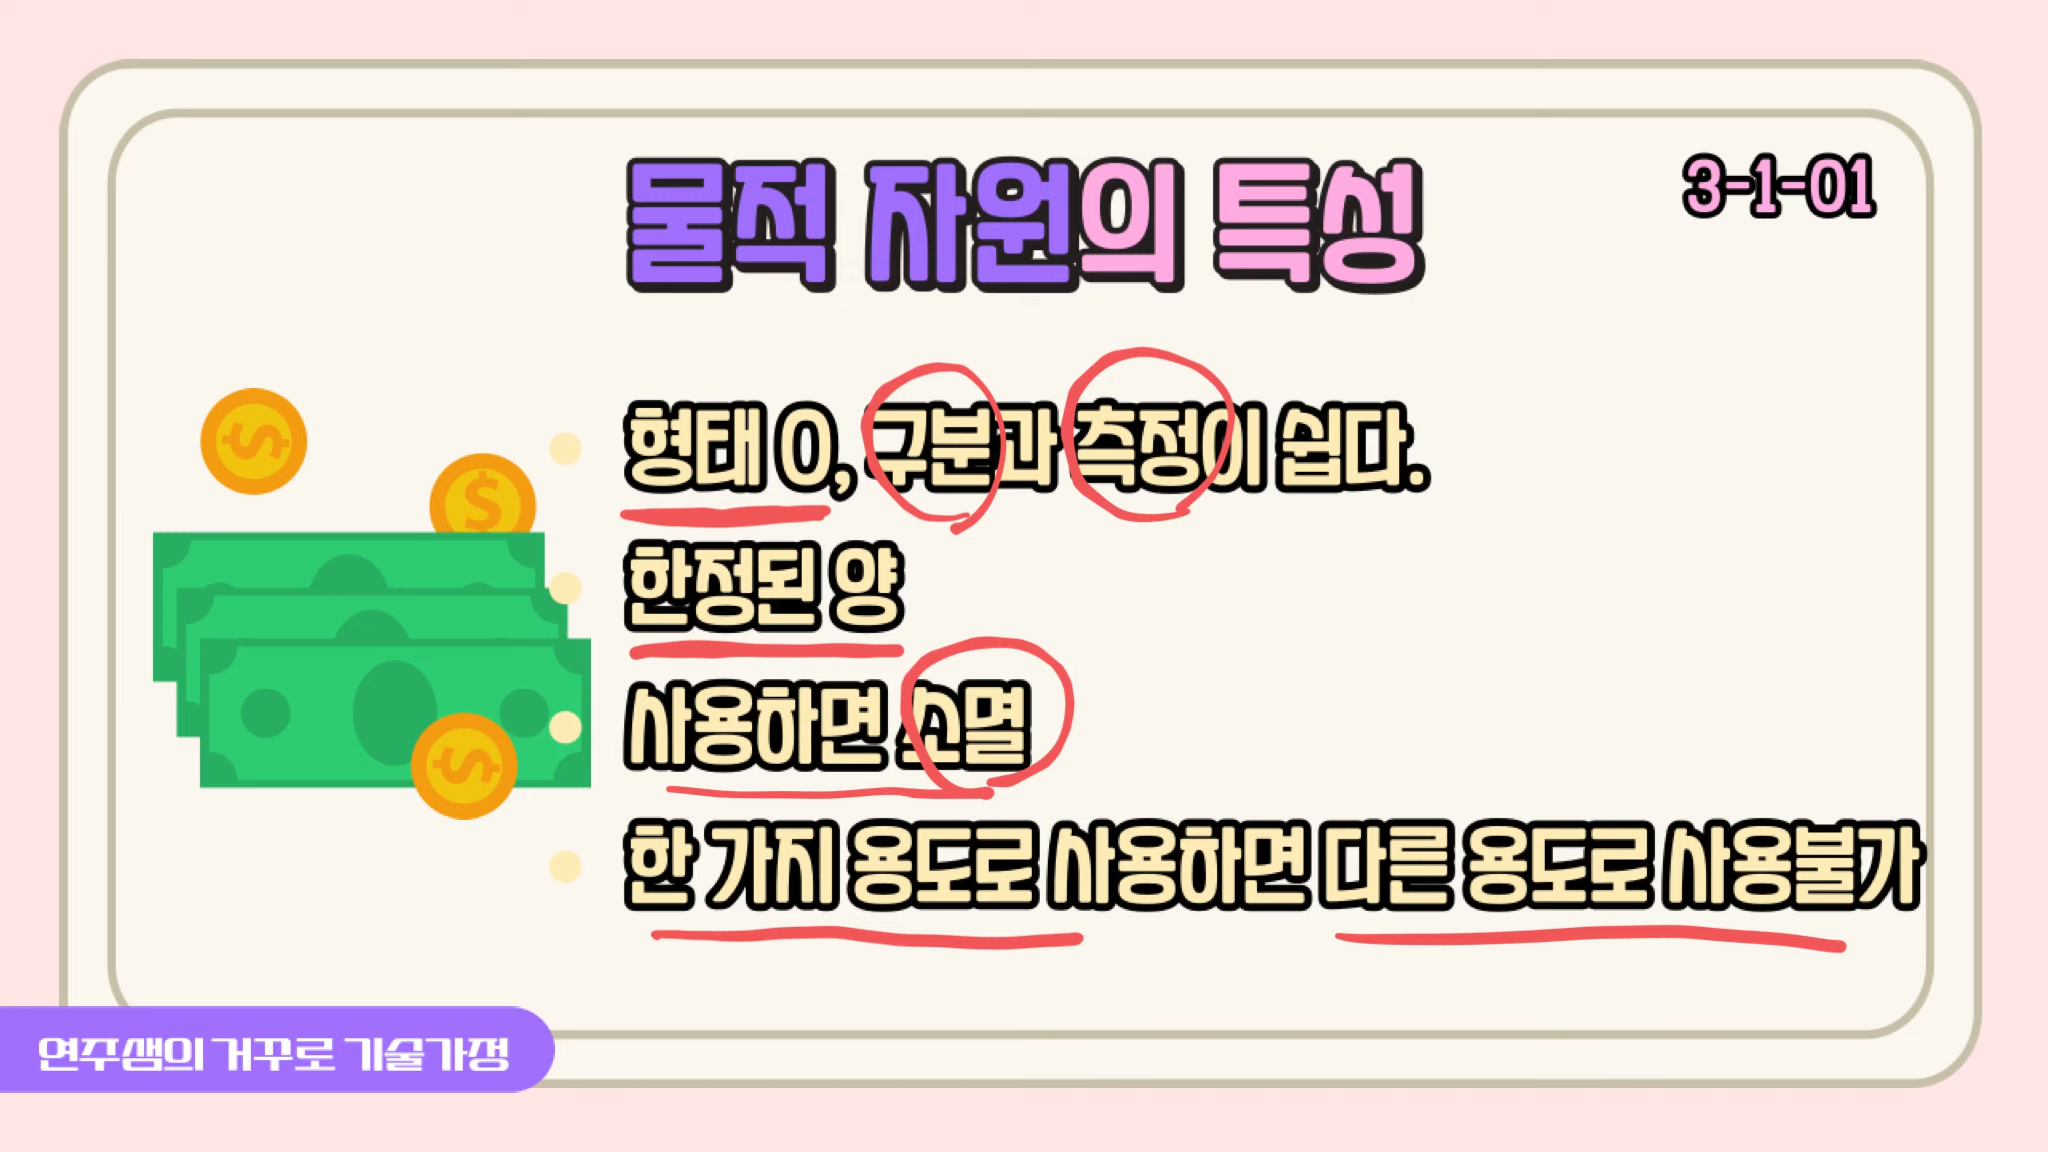 물적 자원의 특성
3-1-01
형태 O, 구분과 측정이 쉽다.
한정된 양
사용하면 소멸
한 가지 용도로 사용하면 다른 용도로 사용불가
연주쌤의 거꾸로 기술가정